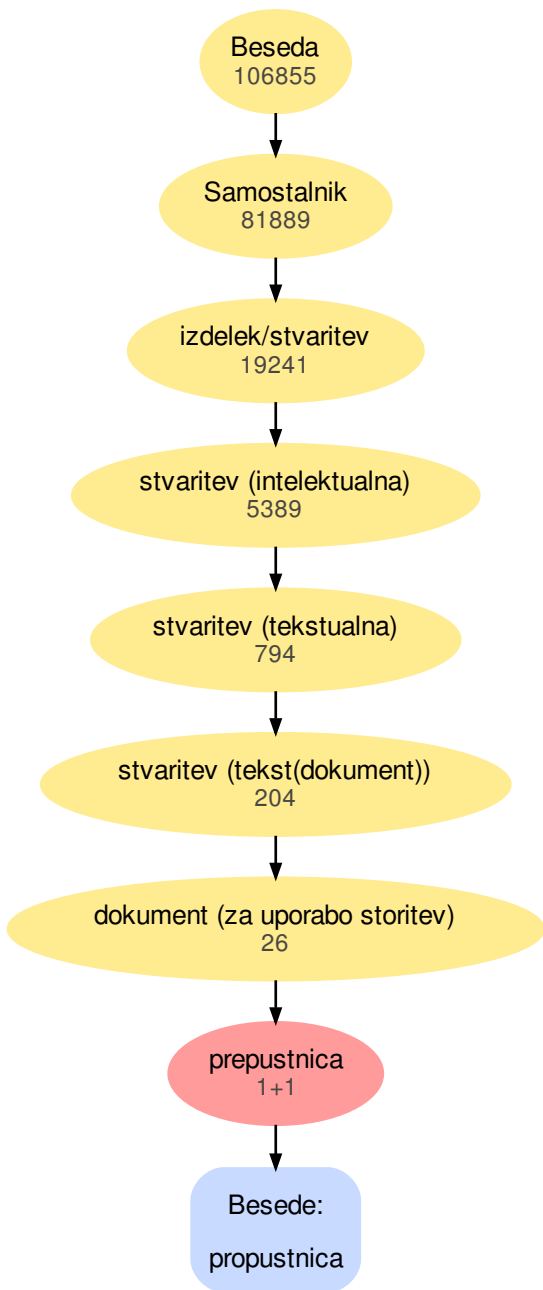 Beseda
106855
Samostalnik
81889
izdelek/stvaritev
19241
stvaritev (intelektualna)
5389
stvaritev (tekstualna)
794
stvaritev (tekst(dokument))
204
dokument (za uporabo storitev)
26
prepustnica
1+1
Besede:
propustnica